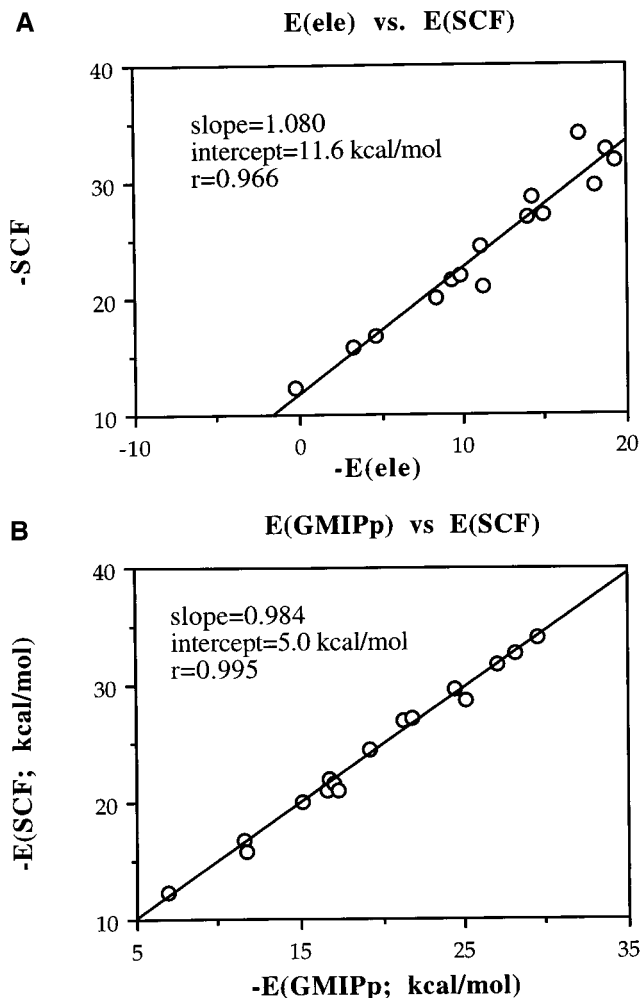 A
E(ele) vs. E(SCF)
40
30
20
10
slope=1.080
intercept=11.6 kcal/mol
r=0.966
-SCF
-10
0
10
20
-E(ele)
B
E(GMIPp) vs E(SCF)
40
30
20
10
slope=0.984
intercept=5.0 kcal/mol
r=0.995
-E(SCF; kcal/mol)
5
15
25
35
-E(GMIPp; kcal/mol)